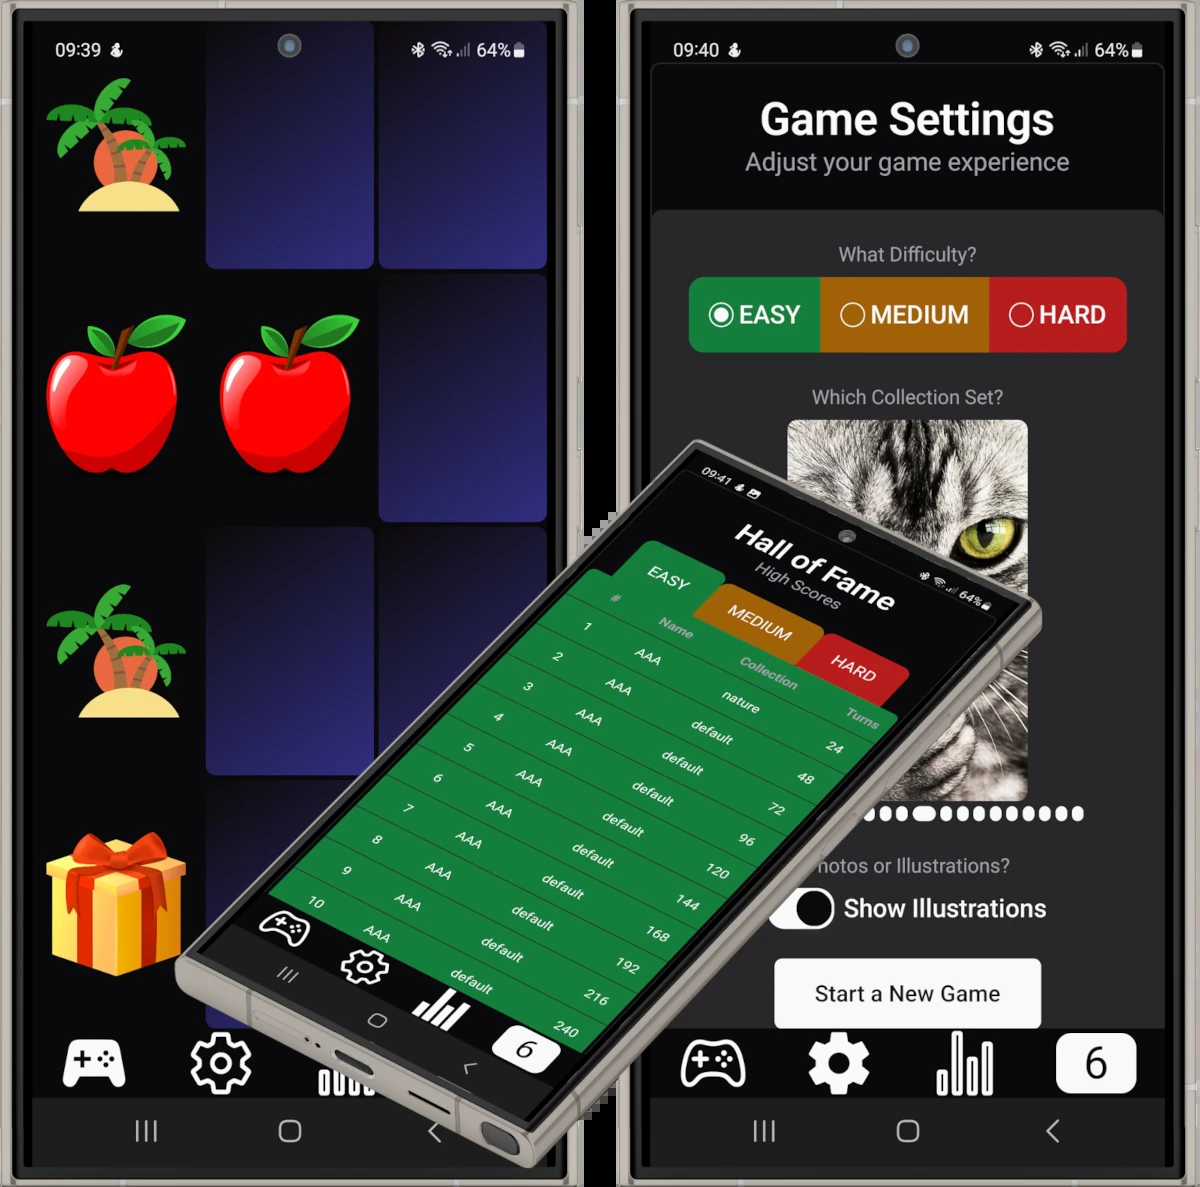 09:39
64%
09:40
64%
Game Settings
Adjust your game experience
What Difficulty?
EASY MEDIUM HARD
Which Collection Set?
09:41
64%
Hall of Fame
High Scores
EASY MEDIUM HARD
# Name Collection Turns
1 AAA nature 24
2 AAA default 48
3 AAA default 72
4 AAA default 96
5 AAA default 120
6 AAA default 144
7 AAA default 168
8 AAA default 192
9 AAA default 216
10 AAA default 240
6
or Illustrations?
Show Illustrations
Start a New Game
6